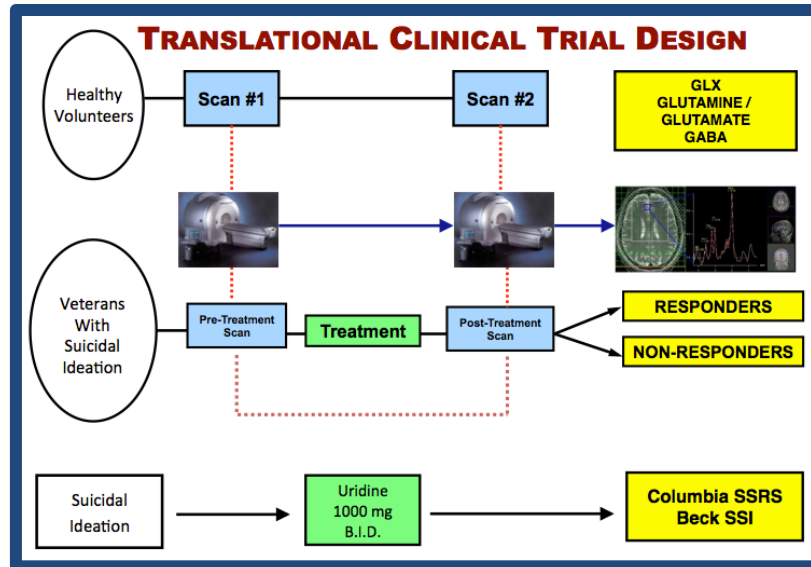 TRANSLATIONAL CLINICAL TRIAL DESIGN
Healthy
Volunteers
Scan #1
Scan #2
GLX
GLUTAMINE /
GLUTAMATE
GABA
Veterans
With
Suicidal
Ideation
Pre-Treatment
Scan
Treatment
Post-Treatment
Scan
RESPONDERS
NON-RESPONDERS
Suicidal
Ideation
Uridine
1000 mg
B.I.D.
Columbia SSRS
Beck SSI